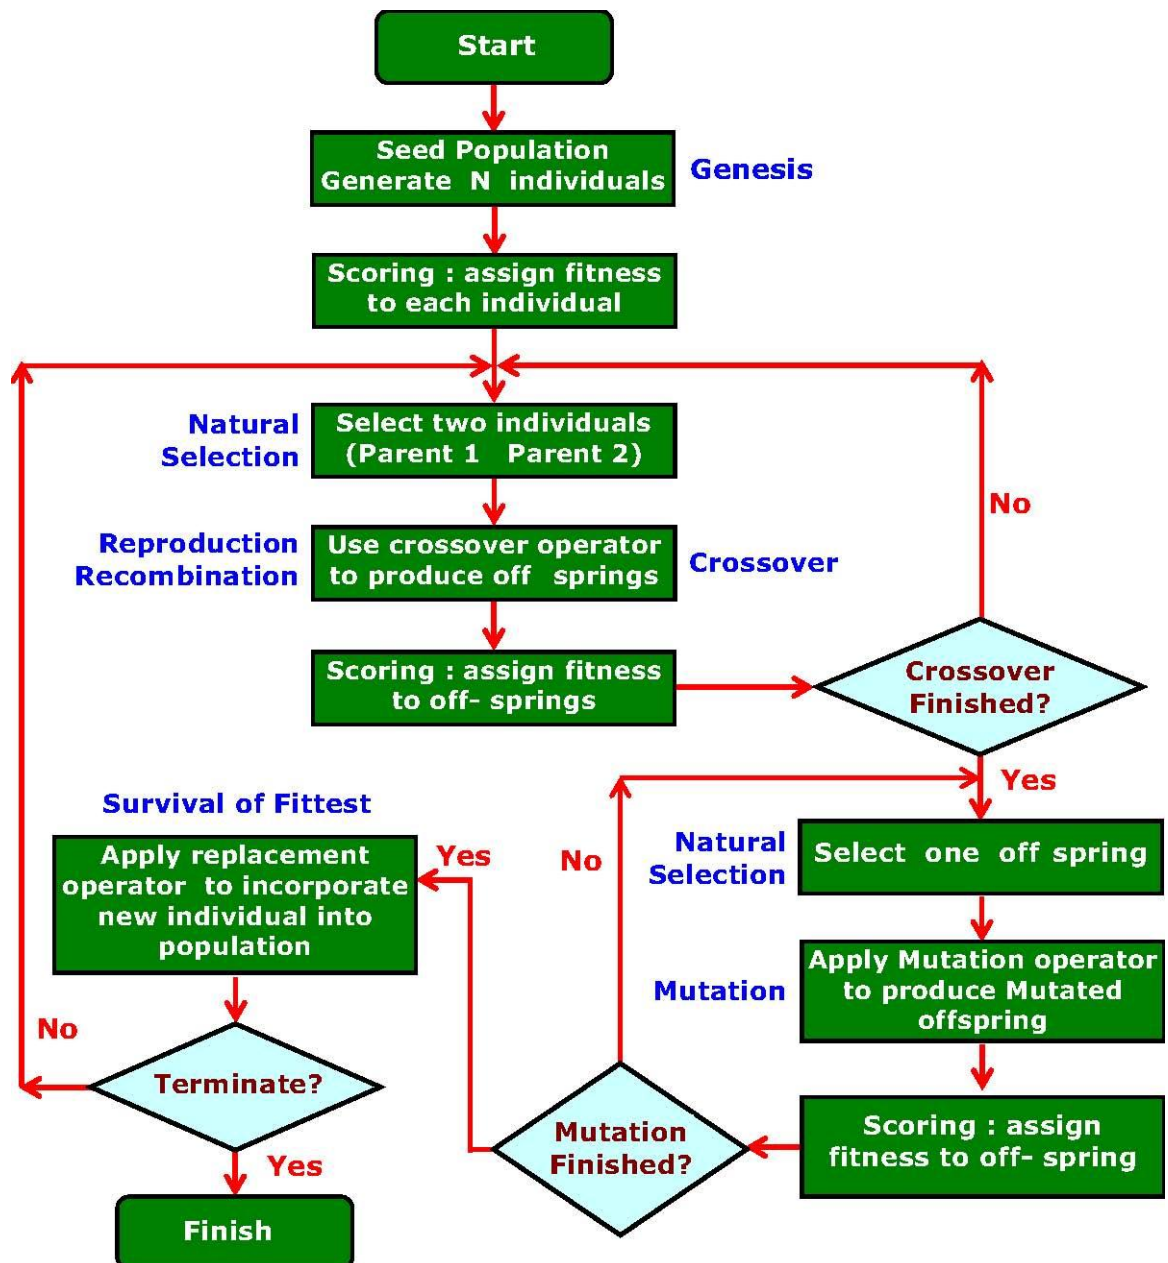 Start
Seed Population
Generate N individuals
Genesis
Scoring : assign fitness
to each individual
Natural
Selection
Select two individuals
(Parent 1 Parent 2)
No
Reproduction
Recombination
Use crossover operator
to produce off springs
Crossover
Scoring : assign fitness
to off- springs
Crossover
Finished?
Yes
Survival of Fittest
Apply replacement
operator to incorporate
new individual into
population
Yes
No
Natural
Selection
Select one off spring
Mutation
Apply Mutation operator
to produce Mutated
offspring
No
Terminate?
Mutation
Finished?
Scoring : assign
fitness to off- spring
Yes
Finish